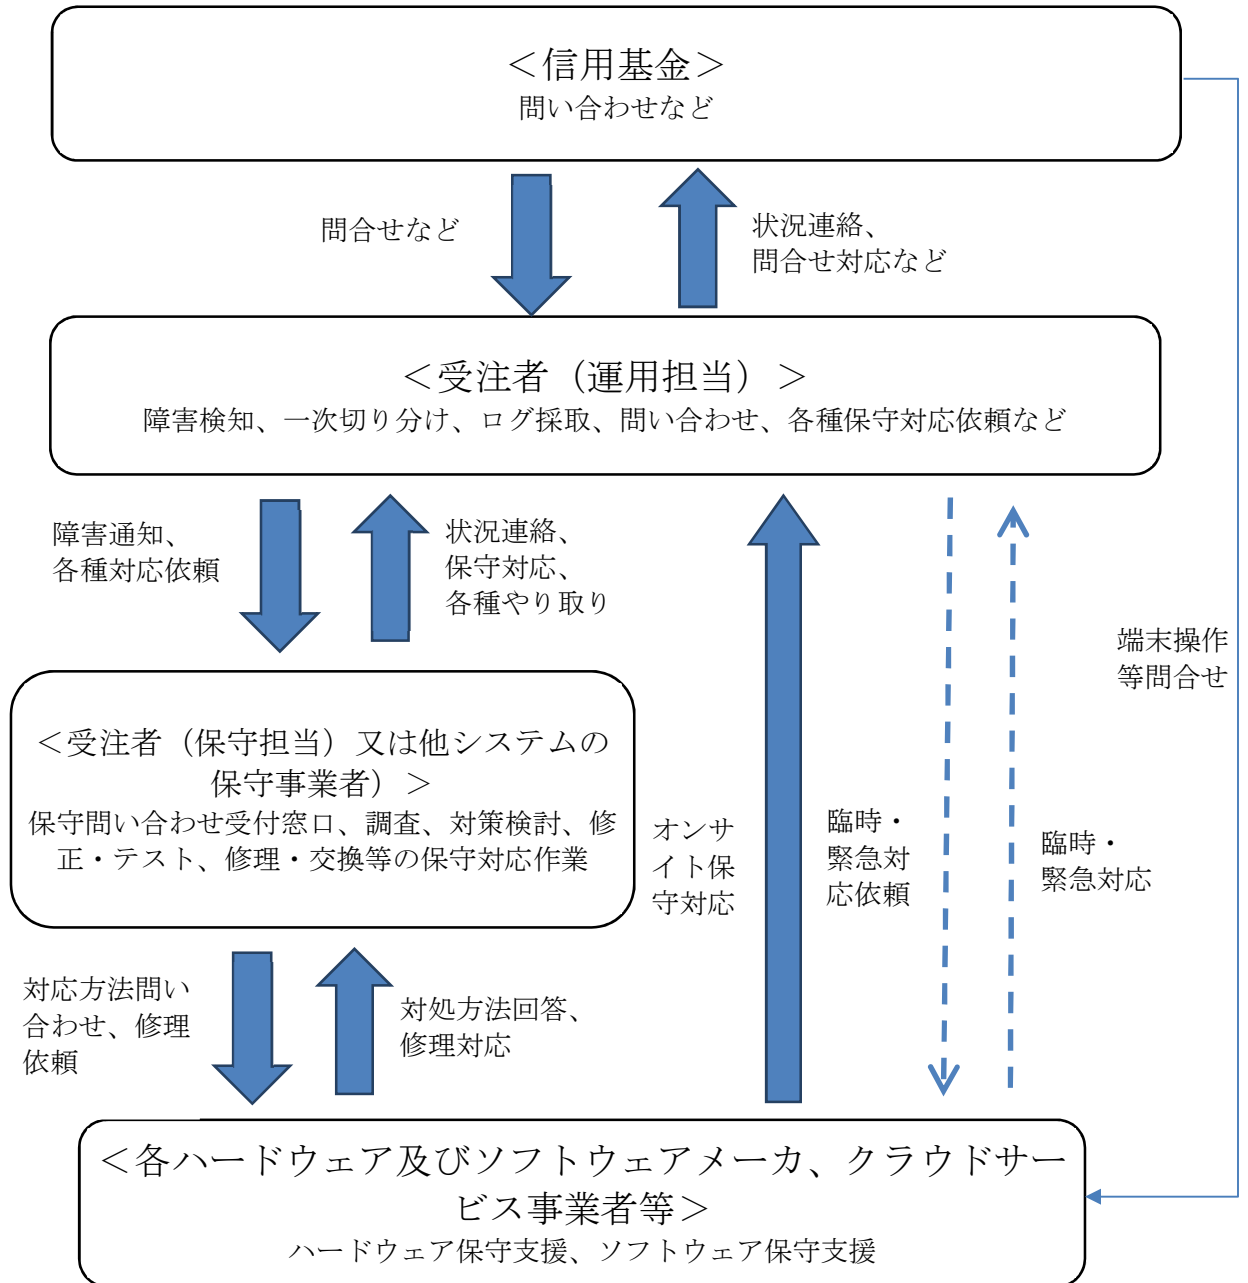 ＜信用基金＞
問い合わせなど
問合せなど
状況連絡、
問合せ対応など
＜受注者（運用担当）＞
障害検知、一次切り分け、ログ採取、問い合わせ、各種保守対応依頼など
障害通知、
各種対応依頼
状況連絡、
保守対応、
各種やり取り
端末操作
等問合せ
＜受注者（保守担当）又は他システムの
保守事業者）＞
保守問い合わせ受付窓口、調査、対策検討、修
正・テスト、修理・交換等の保守対応作業
オンサ
イト保
守対応
臨時・
緊急対
応依頼
臨時・
緊急対応
対応方法問い
合わせ、修理
依頼
対処方法回答、
修理対応
＜各ハードウェア及びソフトウェアメーカ、クラウドサー
ビス事業者等＞
ハードウェア保守支援、ソフトウェア保守支援